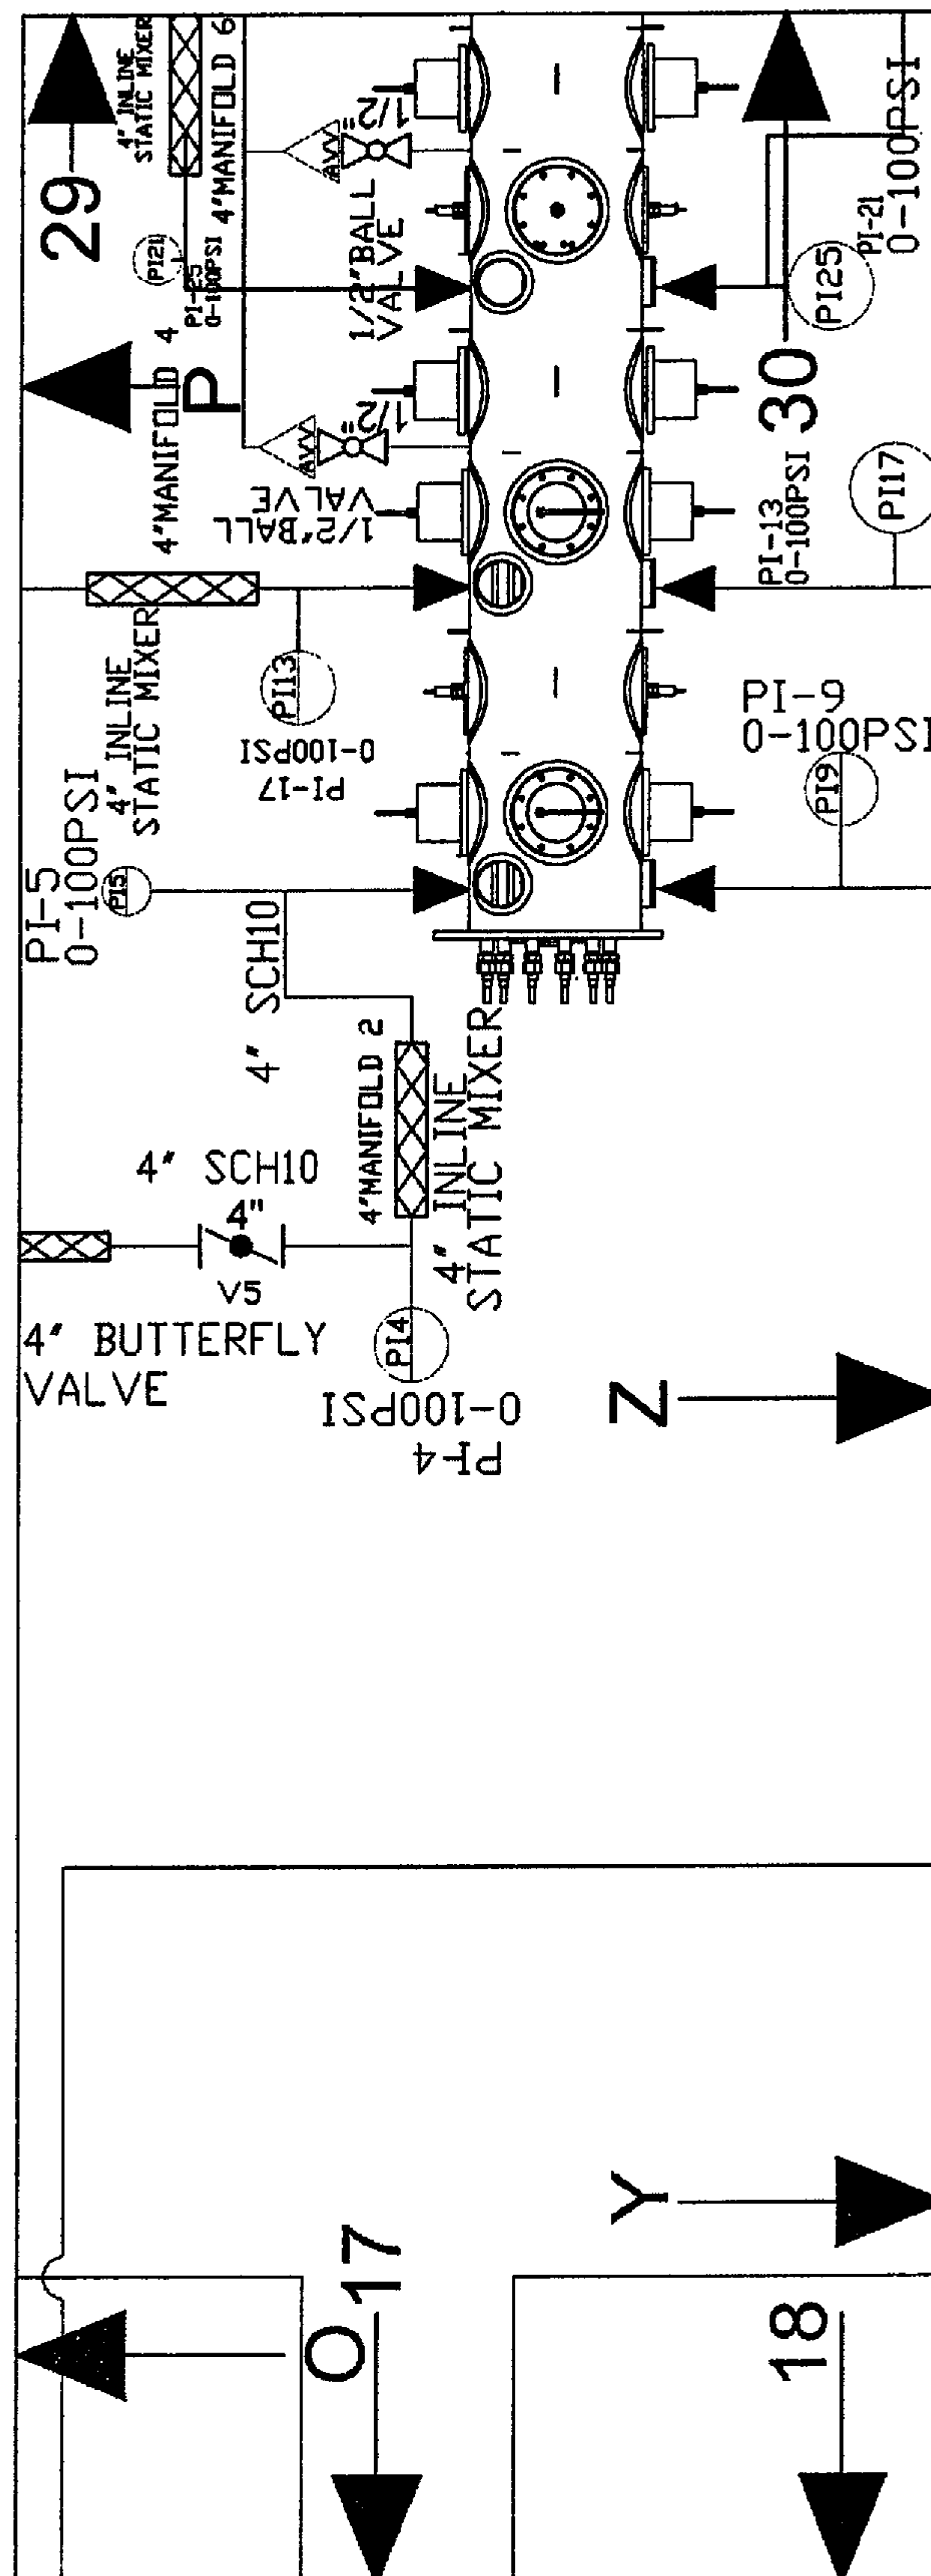 29
4" INLINE
STATIC MIXER
4"MANIFOLD 6
PI21
PI-25
0-100PSI
AVV
1/2"
1/2"BALL
VALVE
P
4"MANIFOLD 4
AVV
1/2"
1/2"BALL
VALVE
PI-21
0-100PSI
PI25
30
PI-13
0-100PSI
PI17
4" INLINE
STATIC MIXER
PI13
0-100PSI
PI-17
PI-9
0-100PSI
PI9
PI-5
0-100PSI
PI5
4" SCH10
4"MANIFOLD 2
4" INLINE
STATIC MIXER
4" SCH10
4"
V5
4" BUTTERFLY
VALVE
PI4
0-100PSI
PI-4
Z
Y
O
17
18